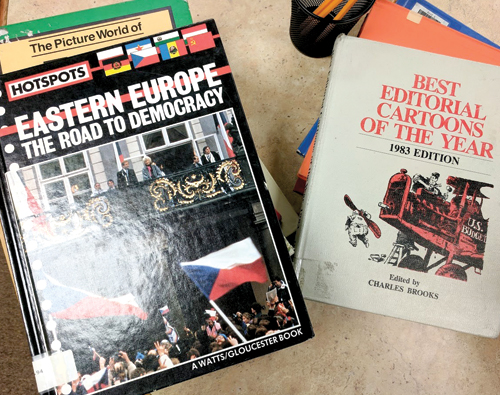 The Picture World of
HOTSPOTS
EASTERN EUROPE
THE ROAD TO DEMOCRACY
A WATTS/GLOUCESTER BOOK
BEST
EDITORIAL
CARTOONS
OF THE YEAR
1983 EDITION
U.S.
BUDGET
Edited by
CHARLES BROOKS